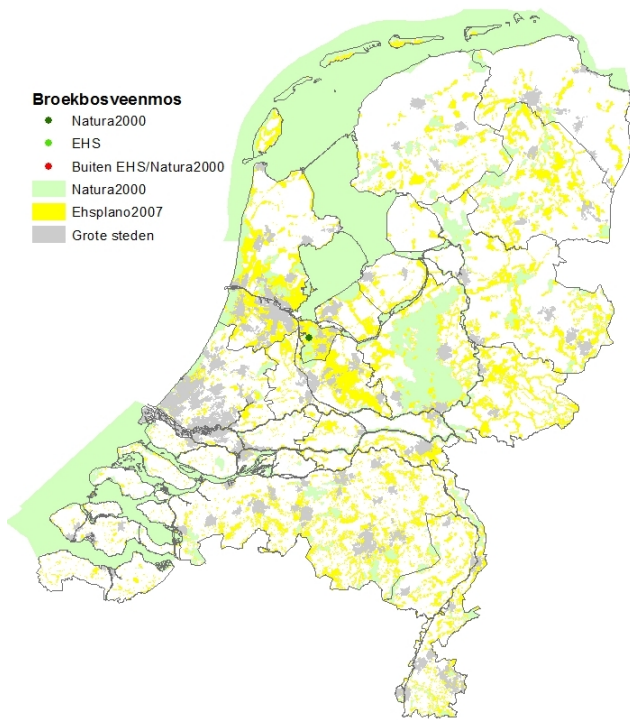 Broekbosveenmos
Natura2000
EHS
Buiten EHS/Natura2000
Natura2000
Ehsplano2007
Grote steden